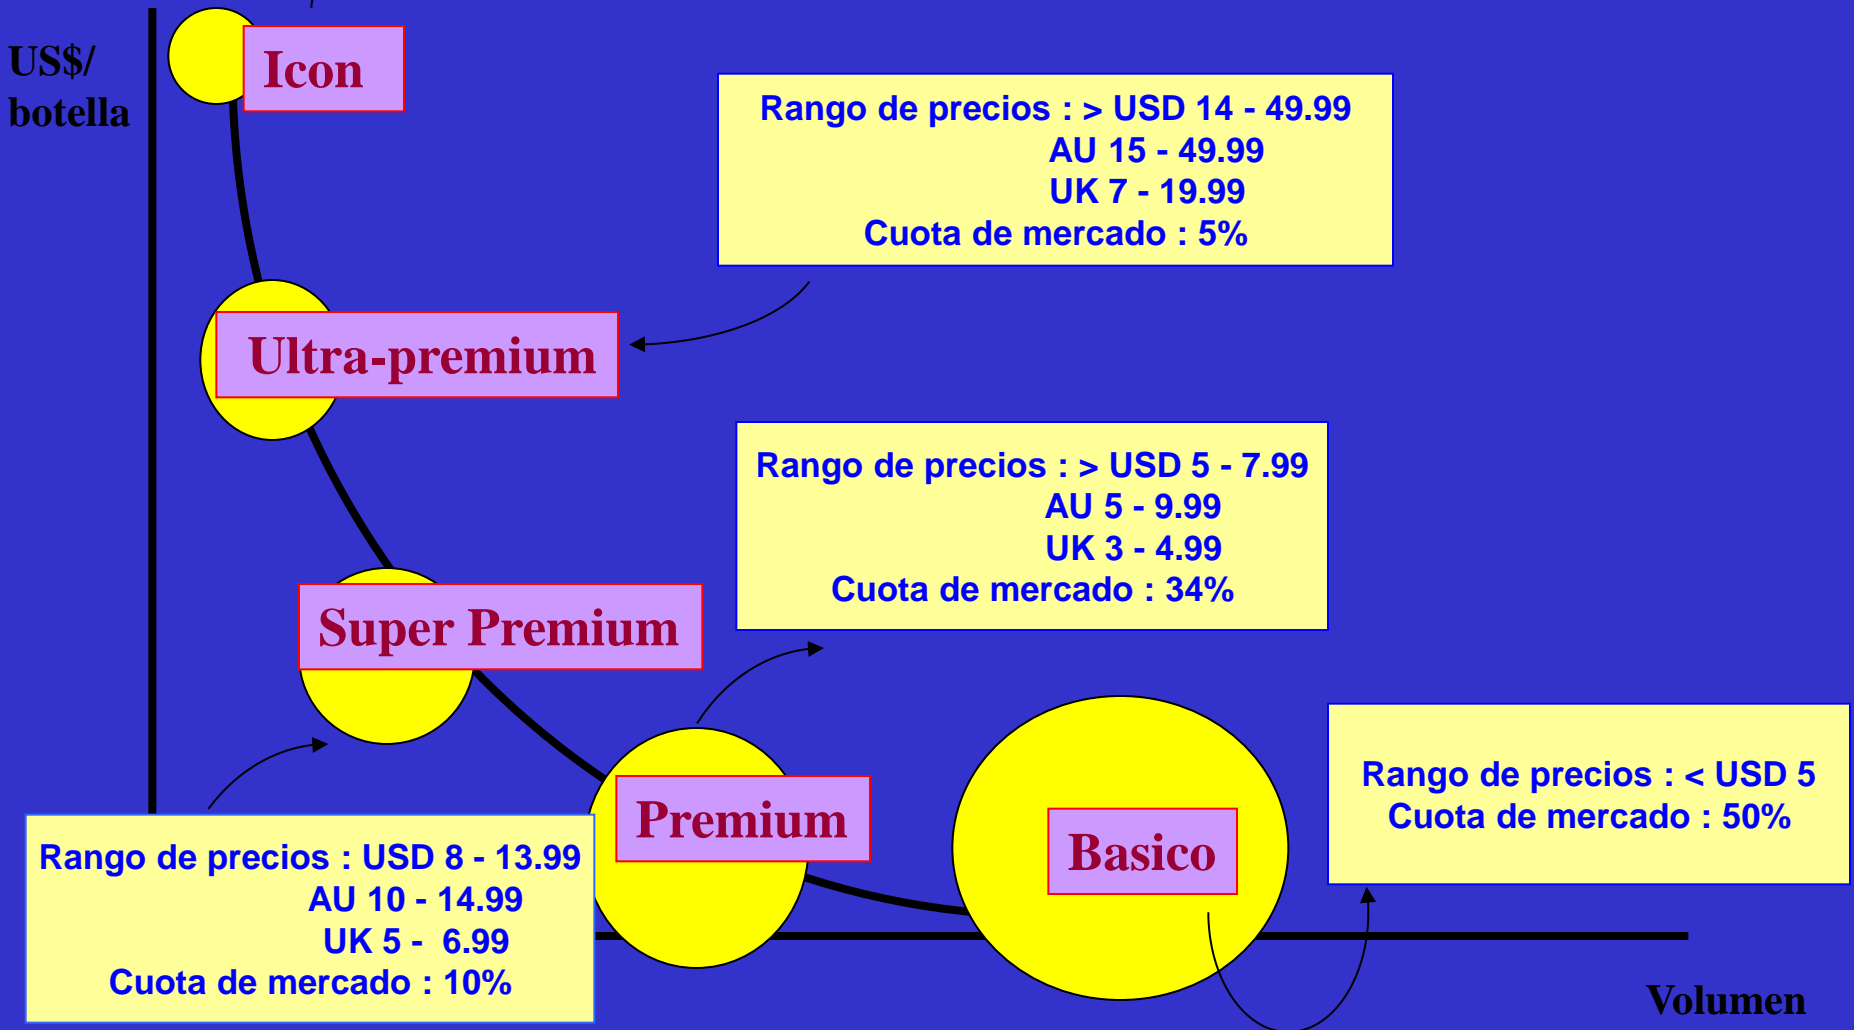 US$/
botella
Icon
Rango de precios : > USD 14 - 49.99
AU 15 - 49.99
UK 7 - 19.99
Cuota de mercado : 5%
Ultra-premium
Rango de precios : > USD 5 - 7.99
AU 5 - 9.99
UK 3 - 4.99
Cuota de mercado : 34%
Super Premium
Premium
Basico
Rango de precios : < USD 5
Cuota de mercado : 50%
Rango de precios : USD 8 - 13.99
AU 10 - 14.99
UK 5 -  6.99
Cuota de mercado : 10%
Volumen